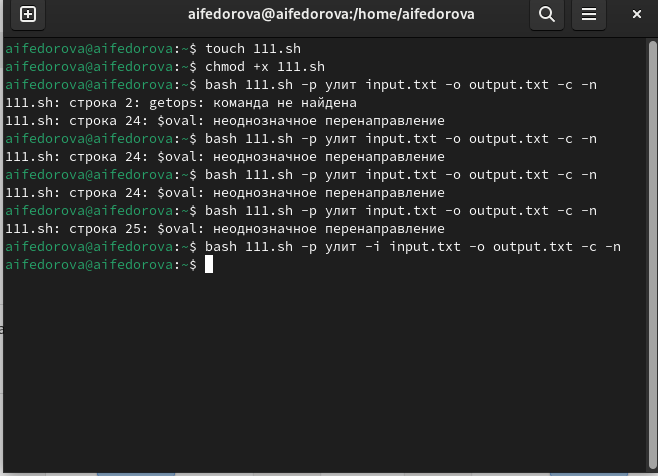 aifedorova@aifedorova:/home/aifedorova
aifedorova@aifedorova:~$ touch 111.sh
aifedorova@aifedorova:~$ chmod +x 111.sh
aifedorova@aifedorova:~$ bash 111.sh -p улит input.txt -o output.txt -c -n
111.sh: строка 2: getops: команда не найдена
111.sh: строка 24: $oval: неоднозначное перенаправление
aifedorova@aifedorova:~$ bash 111.sh -p улит input.txt -o output.txt -c -n
111.sh: строка 24: $oval: неоднозначное перенаправление
aifedorova@aifedorova:~$ bash 111.sh -p улит input.txt -o output.txt -c -n
111.sh: строка 24: $oval: неоднозначное перенаправление
aifedorova@aifedorova:~$ bash 111.sh -p улит input.txt -o output.txt -c -n
111.sh: строка 25: $oval: неоднозначное перенаправление
aifedorova@aifedorova:~$ bash 111.sh -p улит -i input.txt -o output.txt -c -n
aifedorova@aifedorova:~$